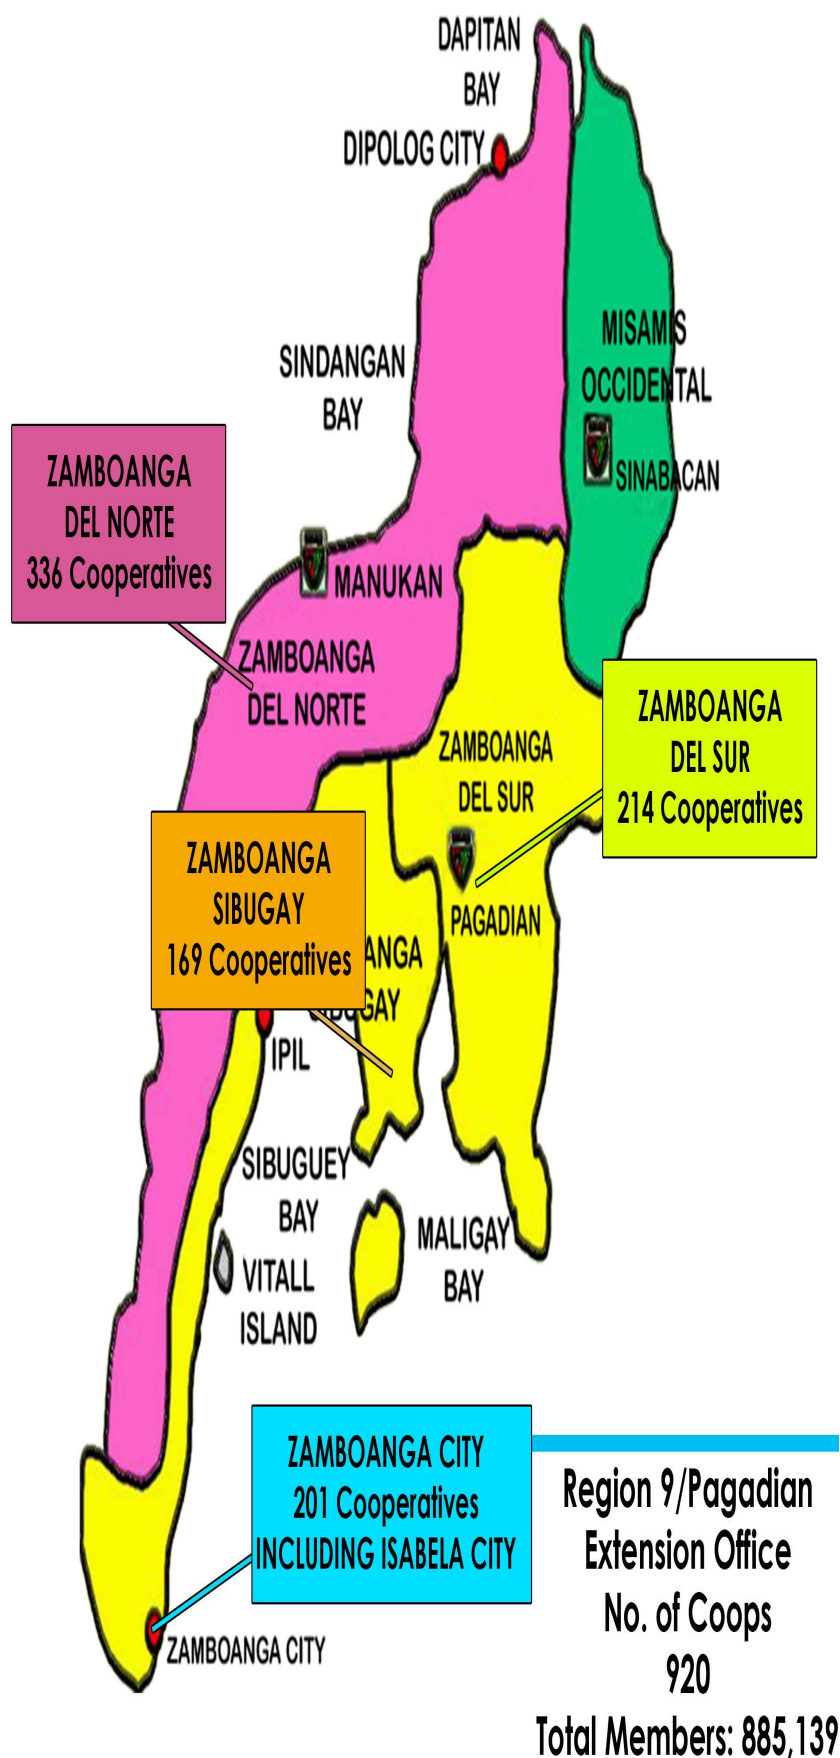 DAPITAN
BAY
DIPOLOG CITY
MISAMIS
OCCIDENTAL
SINDANGAN
BAY
SINABACAN
ZAMBOANGA
DEL NORTE
336 Cooperatives
MANUKAN
ZAMBOANGA
DEL NORTE
ZAMBOANGA
DEL SUR
214 Cooperatives
ZAMBOANGA
DEL SUR
PAGADIAN
ZAMBOANGA
SIBUGAY
169 Cooperatives
ANGA
GAY
IPIL
SIBUGUEY
BAY
MALIGAY
BAY
VITALL
ISLAND
ZAMBOANGA CITY
201 Cooperatives
INCLUDING ISABELA CITY
ZAMBOANGA CITY
Region 9/Pagadian
Extension Office
No. of Coops
920
Total Members: 885,139